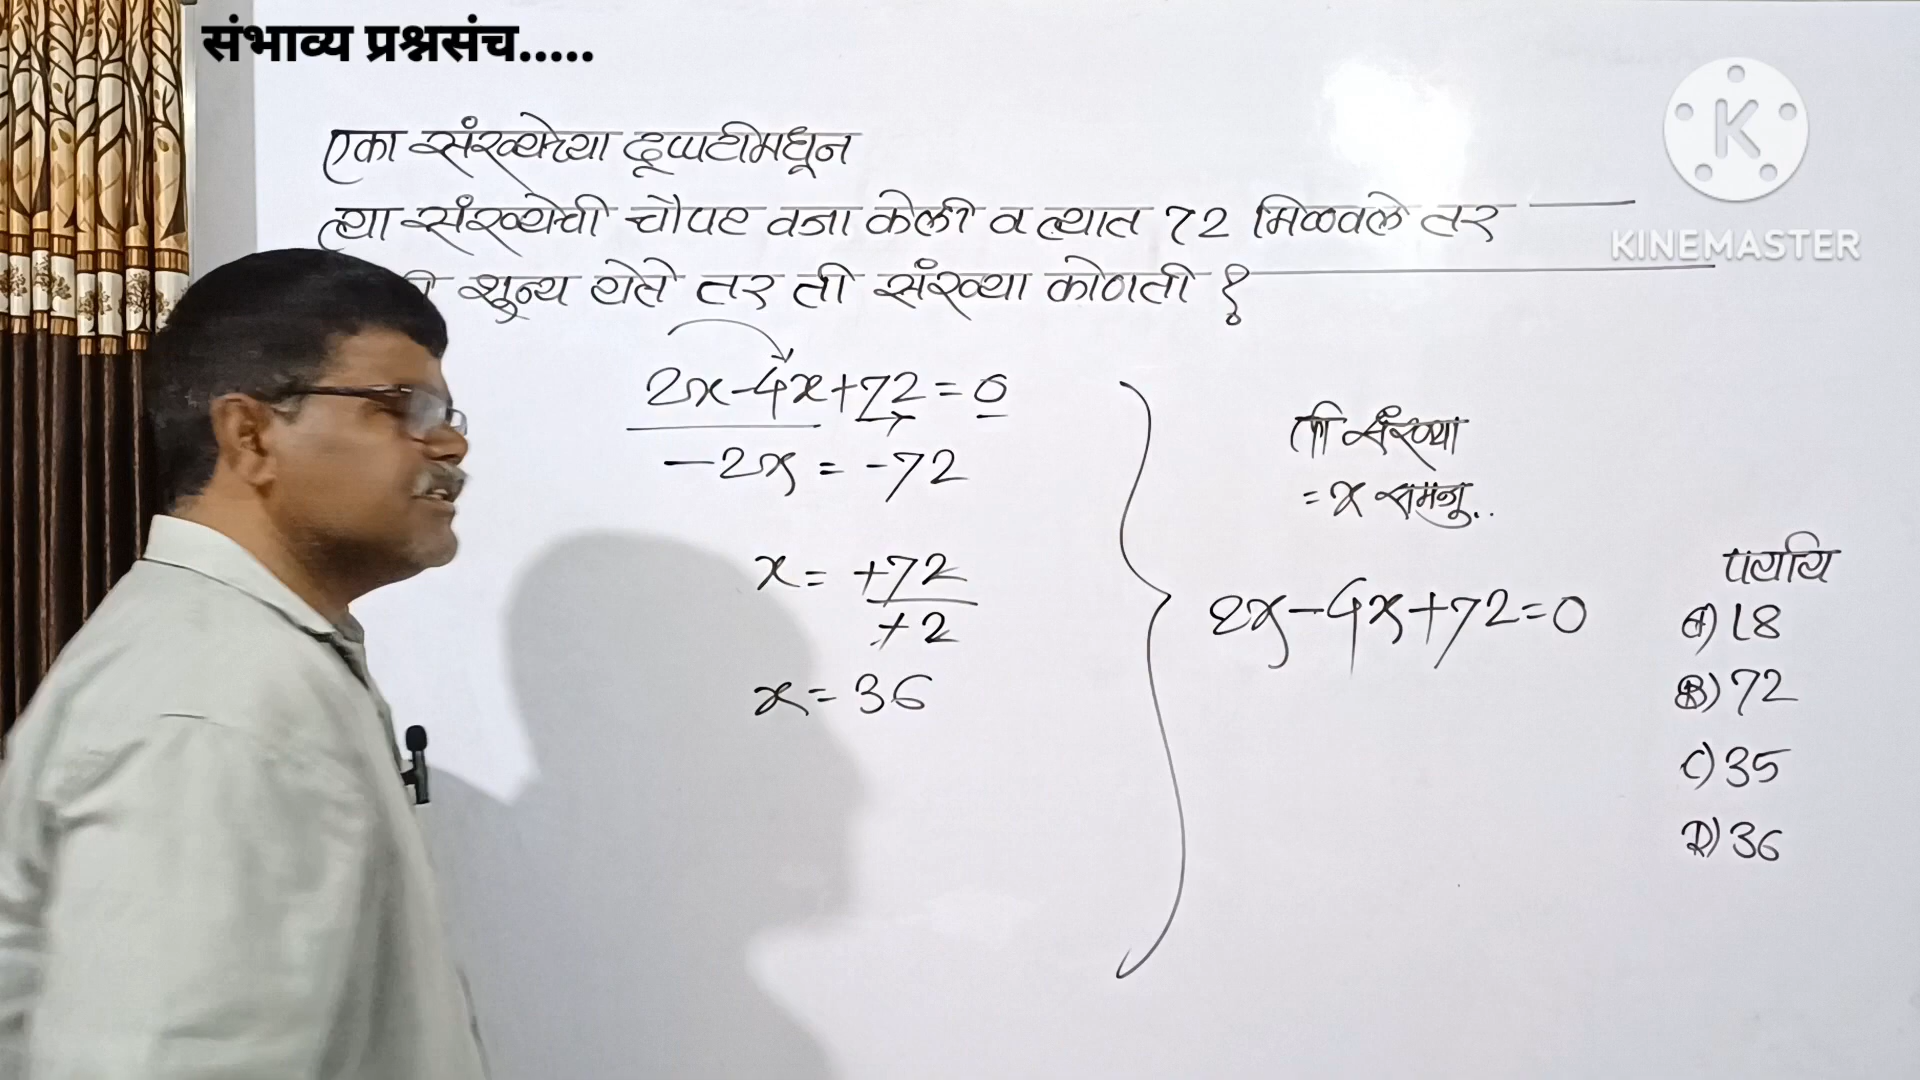 संभाव्य प्रश्नसंच.....
एका संख्येच्या दूप्पटीमधून
त्या संख्येची चौपट वजा केली व त्यात 72 मिळवले तर
शुन्य येते तर ती संख्या कोणती ?
2x-4x+72=0
-2x = -72
x = +72
+2
x = 36
ती संख्या
= x समजू..
2x-4x+72=0
पर्याय
A) 18
B) 72
C) 35
D) 36
K
KINEMASTER